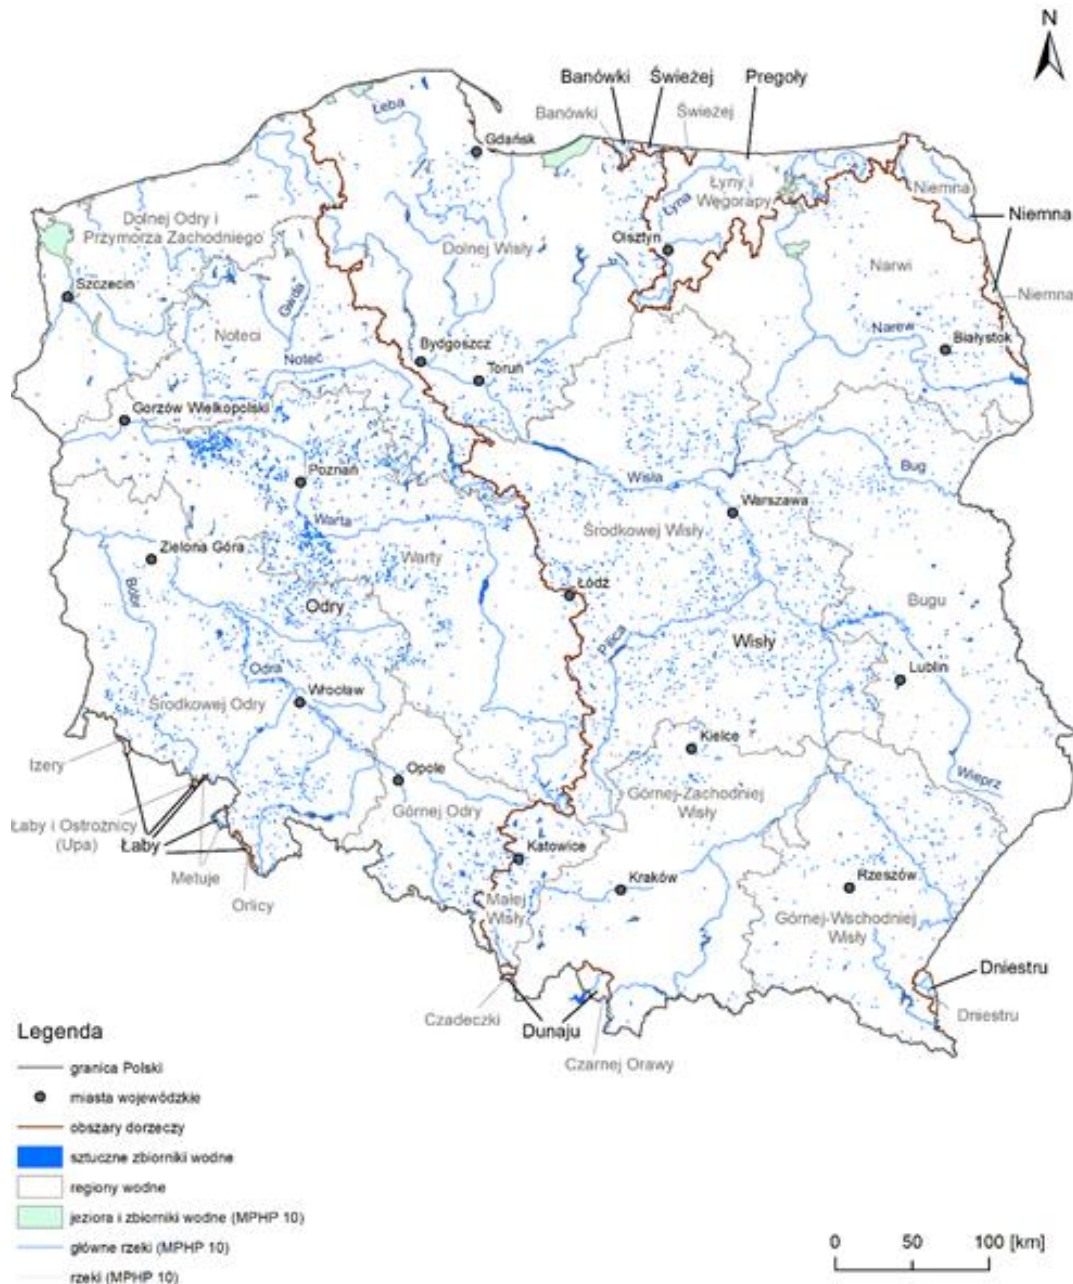 N
Banówki Świeżej Pregoły
Banówki Świeżej
Łeba
Gdańsk
Łyny i
Węgorapy
Niemna
Niemna
Dolnej Odry i
Przymorza Zachodniego
Dolnej Wisły
Łyna
Olsztyn
Narwi
Niemna
Szczecin
Gwda
Noteci
Narew
Białystok
Noteć
Bydgoszcz
Toruń
Gorzów Wielkopolski
Poznań
Wisła
Bug
Warszawa
Warta
Środkowej Wisły
Zielona Góra
Warty
Bóbr
Łódź
Odry
Pilica
Bugu
Wisły
Odra
Lublin
Wrocław
Środkowej Odry
Kielce
Izery
Opole
Wieprz
Górnej Odry
Górnej-Zachodniej
Wisły
Łaby i Ostrożnicy
(Upa)
Łaby
Metuje
Katowice
Orlicy
Małej
Wisły
Kraków
Rzeszów
Górnej-Wschodniej
Wisły
Dniestru
Dniestru
Czadeczki
Dunaju
Czarnej Orawy
Legenda
granica Polski
miasta wojewódzkie
obszary dorzeczy
sztuczne zbiorniki wodne
regiony wodne
jeziora i zbiorniki wodne (MPHP 10)
główne rzeki (MPHP 10)
rzeki (MPHP 10)
0 50 100 [km]